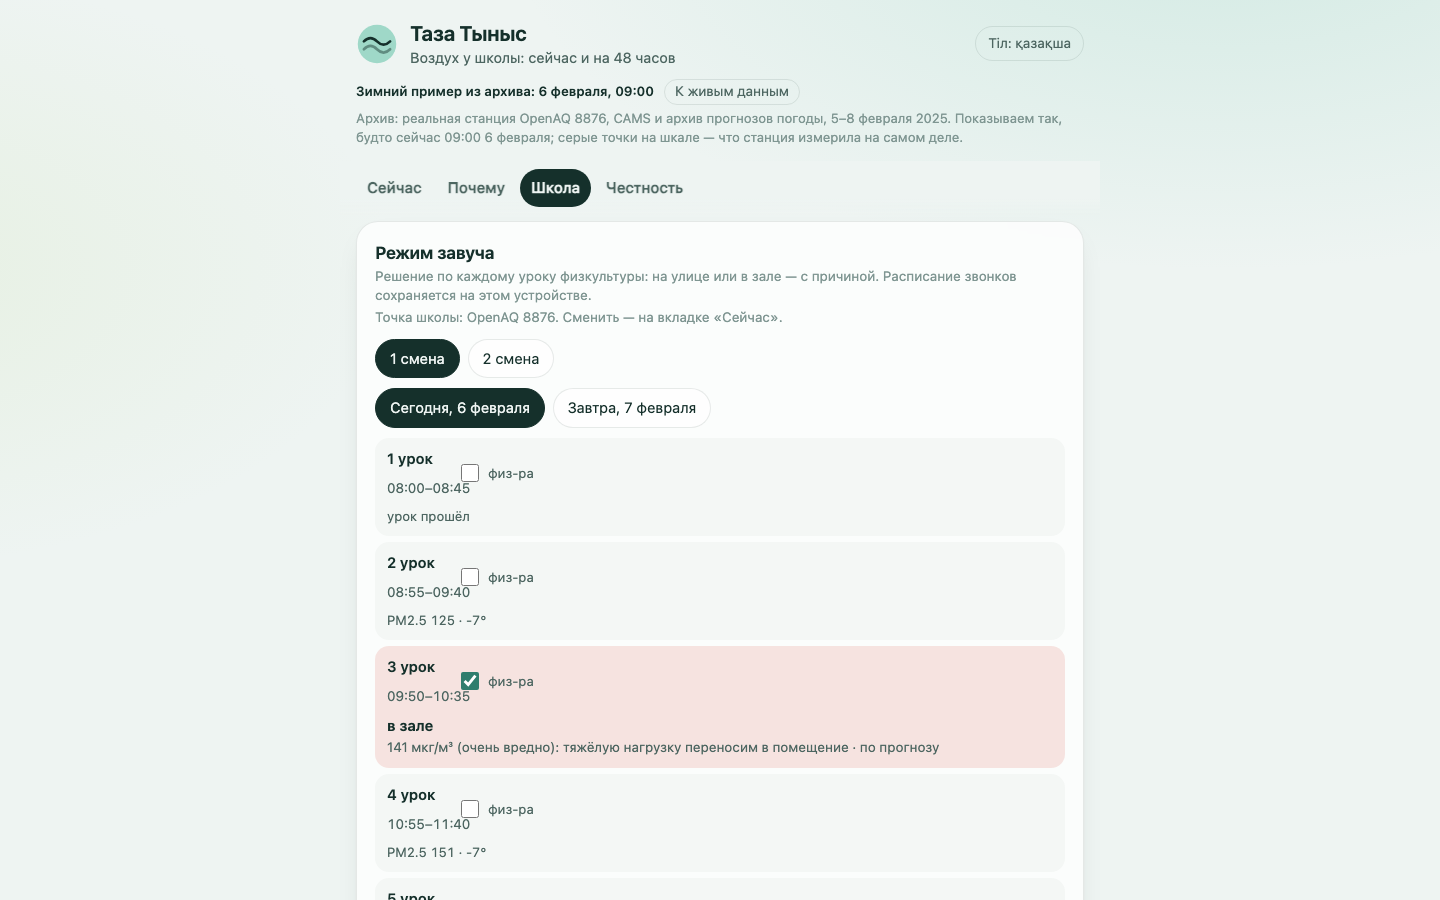 Таза Тыныс
Воздух у школы: сейчас и на 48 часов
Тіл: қазақша
Зимний пример из архива: 6 февраля, 09:00
К живым данным
Архив: реальная станция OpenAQ 8876, CAMS и архив прогнозов погоды, 5–8 февраля 2025. Показываем так,
будто сейчас 09:00 6 февраля; серые точки на шкале — что станция измерила на самом деле.
Сейчас Почему Школа Честность
Режим завуча
Решение по каждому уроку физкультуры: на улице или в зале — с причиной. Расписание звонков
сохраняется на этом устройстве.
Точка школы: OpenAQ 8876. Сменить — на вкладке «Сейчас».
1 смена 2 смена
Сегодня, 6 февраля Завтра, 7 февраля
1 урок
физ-ра
08:00–08:45
урок прошёл
2 урок
физ-ра
08:55–09:40
PM2.5 125 · -7°
3 урок
физ-ра
09:50–10:35
в зале
141 мкг/м³ (очень вредно): тяжёлую нагрузку переносим в помещение · по прогнозу
4 урок
физ-ра
10:55–11:40
PM2.5 151 · -7°
5 урок